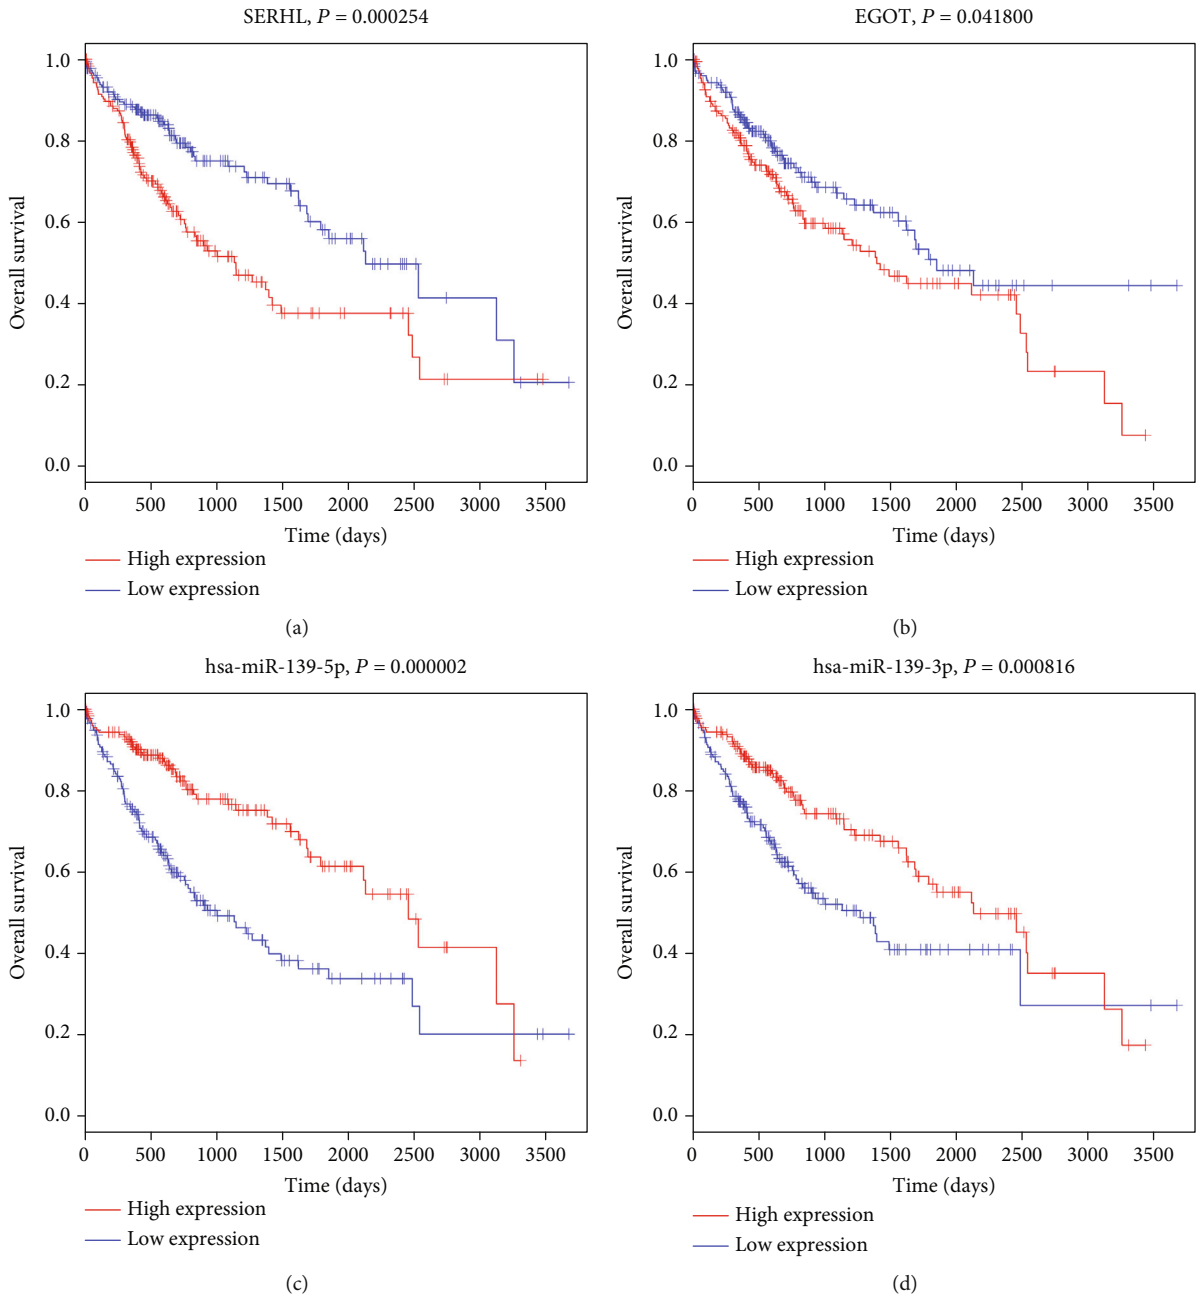 SERHL, P = 0.000254
Overall survival
1.0
0.8
0.6
0.4
0.2
0.0
0 500 1000 1500 2000 2500 3000 3500
Time (days)
High expression
Low expression
(a)
EGOT, P = 0.041800
Overall survival
1.0
0.8
0.6
0.4
0.2
0.0
0 500 1000 1500 2000 2500 3000 3500
Time (days)
High expression
Low expression
(b)
hsa-miR-139-5p, P = 0.000002
Overall survival
1.0
0.8
0.6
0.4
0.2
0.0
0 500 1000 1500 2000 2500 3000 3500
Time (days)
High expression
Low expression
(c)
hsa-miR-139-3p, P = 0.000816
Overall survival
1.0
0.8
0.6
0.4
0.2
0.0
0 500 1000 1500 2000 2500 3000 3500
Time (days)
High expression
Low expression
(d)